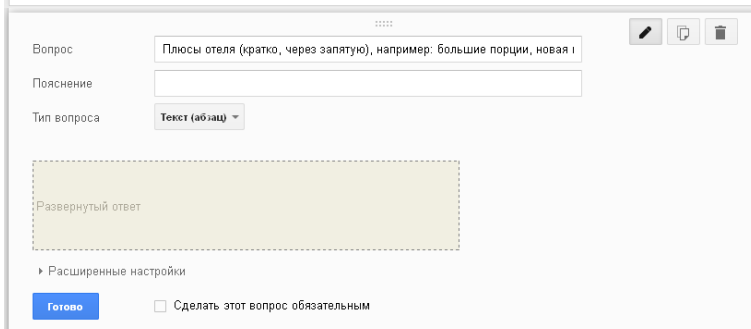 Вопрос
Плюсы отеля (кратко, через запятую), например: большие порции, новая
Пояснение
Тип вопроса
Текст (абзац)
Развернутый ответ
Расширенные настройки
Готово
Сделать этот вопрос обязательным